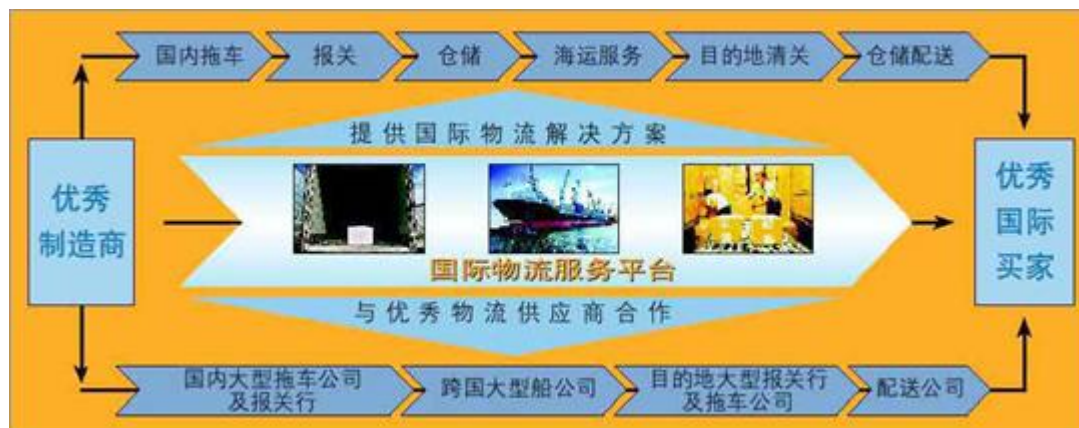 国内拖车
报关
仓储
海运服务
目的地清关
仓储配送
提供国际物流解决方案
优秀
制造商
国际物流服务平台
优秀
国际
买家
与优秀物流供应商合作
国内大型拖车公司
及报关行
跨国大型船公司
目的地大型报关行
及拖车公司
配送公司